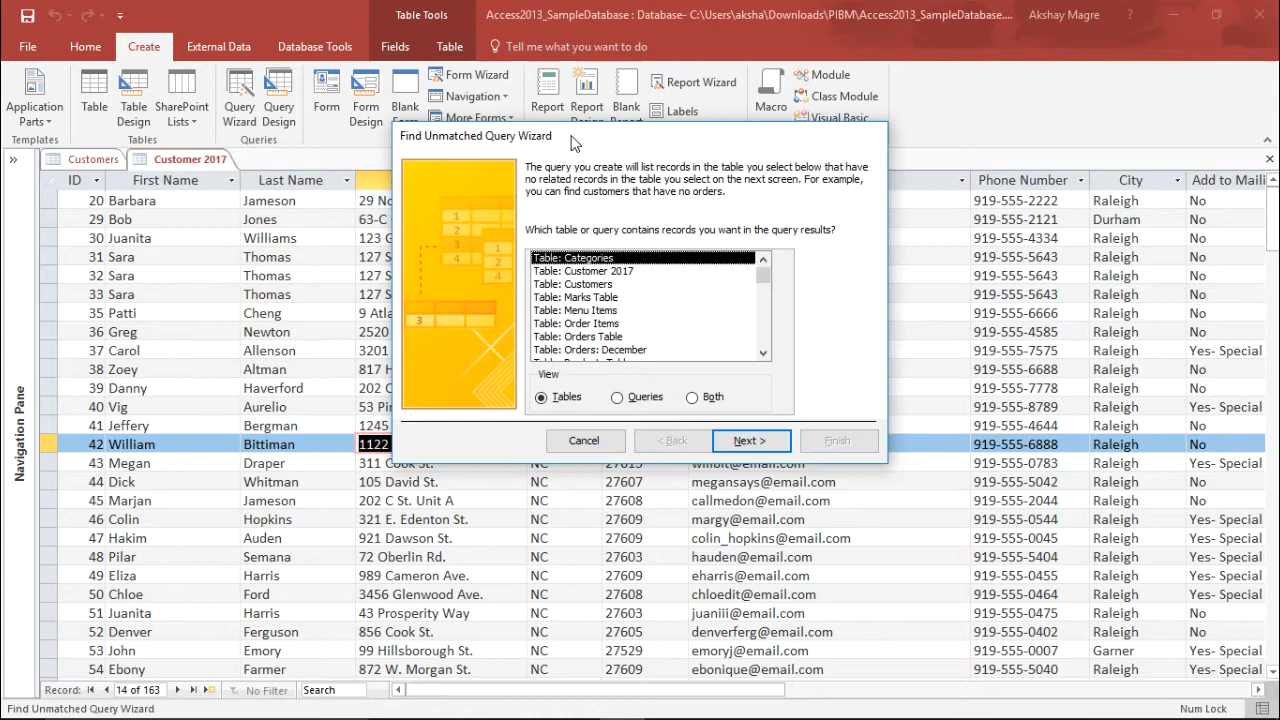 Table Tools Access2013_SampleDatabase : Database- C:\Users\aksha\Downloads\PIBM\Access2013_SampleDatabase.... Akshay Magre ?
File Home Create External Data Database Tools Fields Table Tell me what you want to do
Application Parts Table Table Design SharePoint Lists Query Wizard Query Design Form Form Design Blank Form Form Wizard Navigation More Forms Report Report Design Blank Report Report Wizard Labels Macro Module Class Module Visual Basic
Templates Tables Queries
Customers Customer 2017
Navigation Pane
ID First Name Last Name Phone Number City Add to Maili
20 Barbara Jameson 29 No 919-555-2222 Raleigh No
29 Bob Jones 63-C 919-555-2121 Durham No
30 Juanita Williams 123 G 919-555-4334 Raleigh No
31 Sara Thomas 123 S 919-555-5643 Raleigh No
32 Sara Thomas 123 S 919-555-5643 Raleigh No
33 Sara Thomas 123 S 919-555-5643 Raleigh No
35 Patti Cheng 9 Atla 919-555-6666 Raleigh No
36 Greg Newton 2520 919-555-4585 Raleigh No
37 Carol Allenson 3201 919-555-7575 Raleigh Yes- Special
38 Zoey Altman 817 H 919-555-6688 Raleigh No
39 Danny Haverford 202 C 919-555-7778 Raleigh No
40 Vig Aurelio 53 Pi 919-555-8789 Raleigh Yes- Special
41 Jeffery Bergman 1245 919-555-4644 Raleigh No
42 William Bittiman 1122 919-555-6888 Raleigh No
43 Megan Draper 311 Cook St. NC 27615 willbit@email.com 919-555-0783 Raleigh Yes- Special
44 Dick Whitman 105 David St. NC 27607 megansays@email.com 919-555-5042 Raleigh No
45 Marjan Jameson 202 C St. Unit A NC 27608 callmedon@email.com 919-555-2044 Raleigh No
46 Colin Hopkins 321 E. Edenton St. NC 27609 margy@email.com 919-555-0544 Raleigh Yes- Special
47 Hakim Auden 921 Dawson St. NC 27609 colin_hopkins@email.com 919-555-0045 Raleigh Yes- Special
48 Pilar Semana 72 Oberlin Rd. NC 27603 hauden@email.com 919-555-5404 Raleigh Yes- Special
49 Eliza Harris 989 Cameron Ave. NC 27609 eharris@email.com 919-555-0455 Raleigh Yes- Special
50 Chloe Ford 3456 Glenwood Ave. NC 27608 chloedit@email.com 919-555-0464 Raleigh Yes- Special
51 Juanita Harris 43 Prosperity Way NC 27603 juaniii@email.com 919-555-0475 Raleigh No
52 Denver Ferguson 856 Cook St. NC 27605 denverferg@email.com 919-555-0402 Raleigh No
53 John Emory 99 Hillsborough St. NC 27529 emoryj@email.com 919-555-0007 Garner Yes- Special
54 Ebony Farmer 872 W. Morgan St. NC 27609 ebonique@email.com 919-555-5040 Raleigh Yes- Special
Find Unmatched Query Wizard
The query you create will list records in the table you select below that have
no related records in the table you select on the next screen. For example,
you can find customers that have no orders.
Which table or query contains records you want in the query results?
Table: Categories
Table: Customer 2017
Table: Customers
Table: Marks Table
Table: Menu Items
Table: Order Items
Table: Orders Table
Table: Orders: December
View
Tables Queries Both
Cancel < Back Next > Finish
1 2 3 4 1 2 4 3
Record: 14 of 163 No Filter Search
Find Unmatched Query Wizard Num Lock